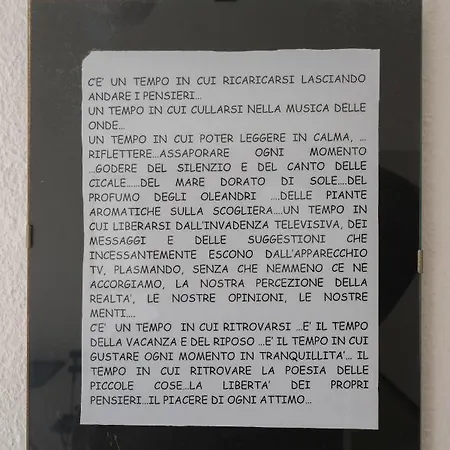 C'E' UN TEMPO IN CUI RICARICARSI LASCIANDO
ANDARE I PENSIERI...
UN TEMPO IN CUI CULLARSI NELLA MUSICA DELLE
ONDE...
UN TEMPO IN CUI POTER LEGGERE IN CALMA, ...
RIFLETTERE...ASSAPORARE OGNI MOMENTO
...GODERE DEL SILENZIO E DEL CANTO DELLE
CICALE......DEL MARE DORATO DI SOLE....DEL
PROFUMO DEGLI OLEANDRI ....DELLE PIANTE
AROMATICHE SULLA SCOGLIERA....UN TEMPO IN
CUI LIBERARSI DALL'INVADENZA TELEVISIVA, DEI
MESSAGGI E DELLE SUGGESTIONI CHE
INCESSANTEMENTE ESCONO DALL'APPARECCHIO
TV, PLASMANDO, SENZA CHE NEMMENO CE NE
ACCORGIAMO, LA NOSTRA PERCEZIONE DELLA
REALTA', LE NOSTRE OPINIONI, LE NOSTRE
MENTI....
C'E' UN TEMPO IN CUI RITROVARSI ...E' IL TEMPO
DELLA VACANZA E DEL RIPOSO ...E' IL TEMPO IN CUI
GUSTARE OGNI MOMENTO IN TRANQUILLITA'... IL
TEMPO IN CUI RITROVARE LA POESIA DELLE
PICCOLE COSE...LA LIBERTA' DEI PROPRI
PENSIERI...IL PIACERE DI OGNI ATTIMO...